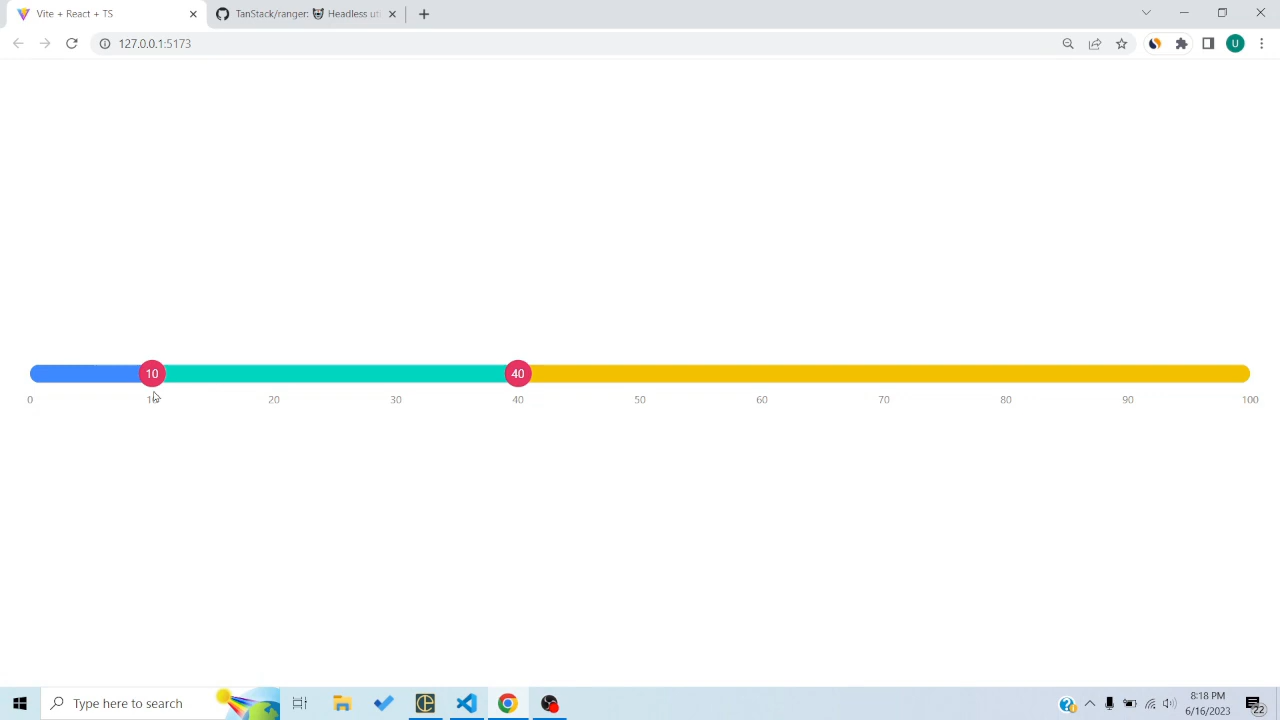 Vite + React + TS
TanStack/ranger: Headless ut
127.0.0.1:5173
U
10
40
0 10 20 30 40 50 60 70 80 90 100
Type here to search
8:18 PM
6/16/2023
22